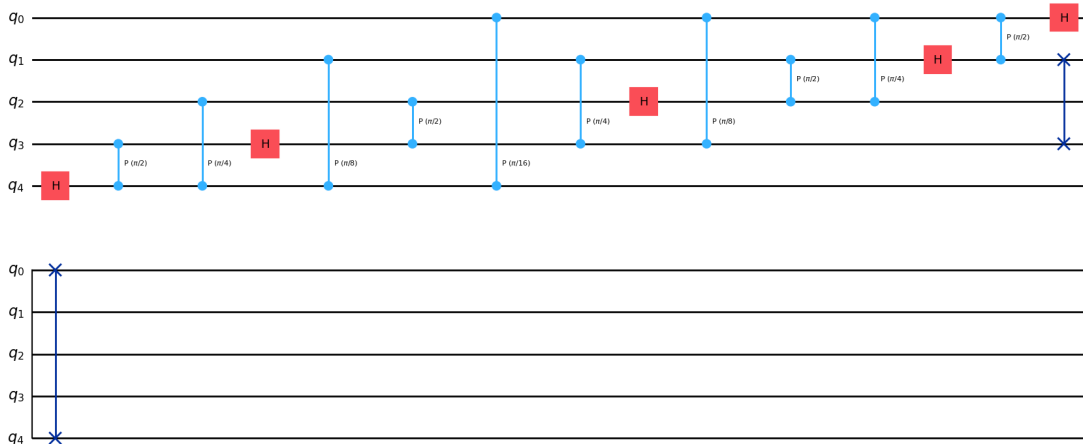 q₀ H
q₁ P (π/2) H
q₂ P (π/2) H P (π/4)
q₃ P (π/2) P (π/4) H P (π/8) P (π/4) P (π/8)
q₄ H P (π/16)
q₀
q₁
q₂
q₃
q₄